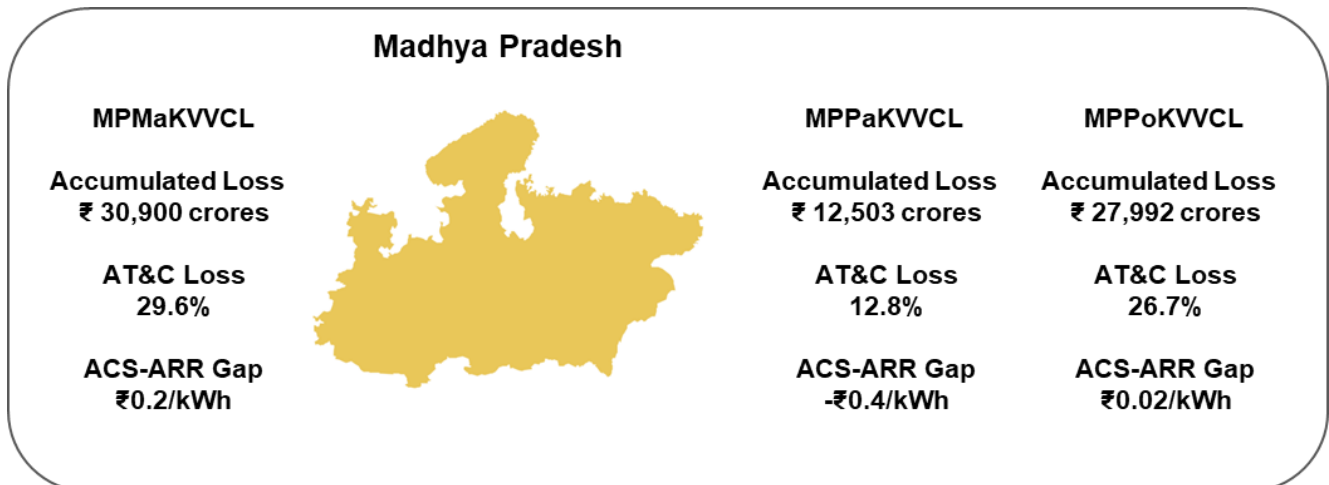 Madhya Pradesh
MPMaKVVCL
Accumulated Loss
₹ 30,900 crores
AT&C Loss
29.6%
ACS-ARR Gap
₹0.2/kWh
MPPaKVVCL
Accumulated Loss
₹ 12,503 crores
AT&C Loss
12.8%
ACS-ARR Gap
-₹0.4/kWh
MPPoKVVCL
Accumulated Loss
₹ 27,992 crores
AT&C Loss
26.7%
ACS-ARR Gap
₹0.02/kWh